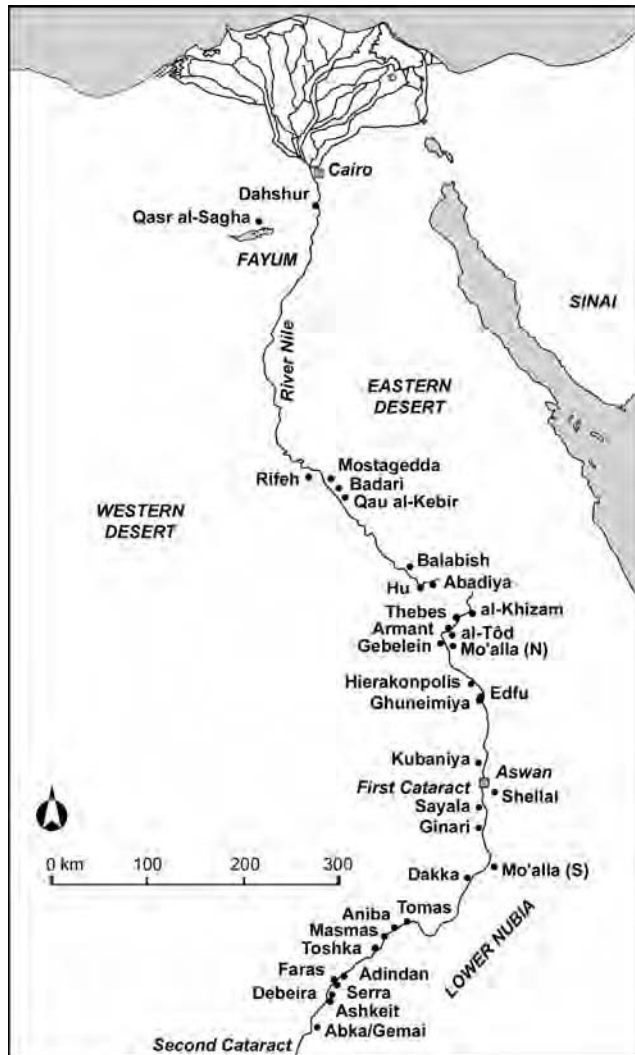 Cairo
Dahshur
Qasr al-Sagha
FAYUM
SINAI
River Nile
EASTERN
DESERT
Mostagedda
Rifeh
Badari
Qau al-Kebir
WESTERN
DESERT
Balabish
Hu
Abadiya
Thebes
al-Khizam
Armant
al-Tôd
Gebelein
Mo'alla (N)
Hierakonpolis
Edfu
Ghuneimiya
Kubaniya
Aswan
First Cataract
Shellal
Sayala
Ginari
0 km 100 200 300
Mo'alla (S)
Dakka
Tomas
Aniba
Masmas
Toshka
LOWER NUBIA
Faras
Adindan
Debeira
Serra
Ashkeit
Abka/Gemai
Second Cataract